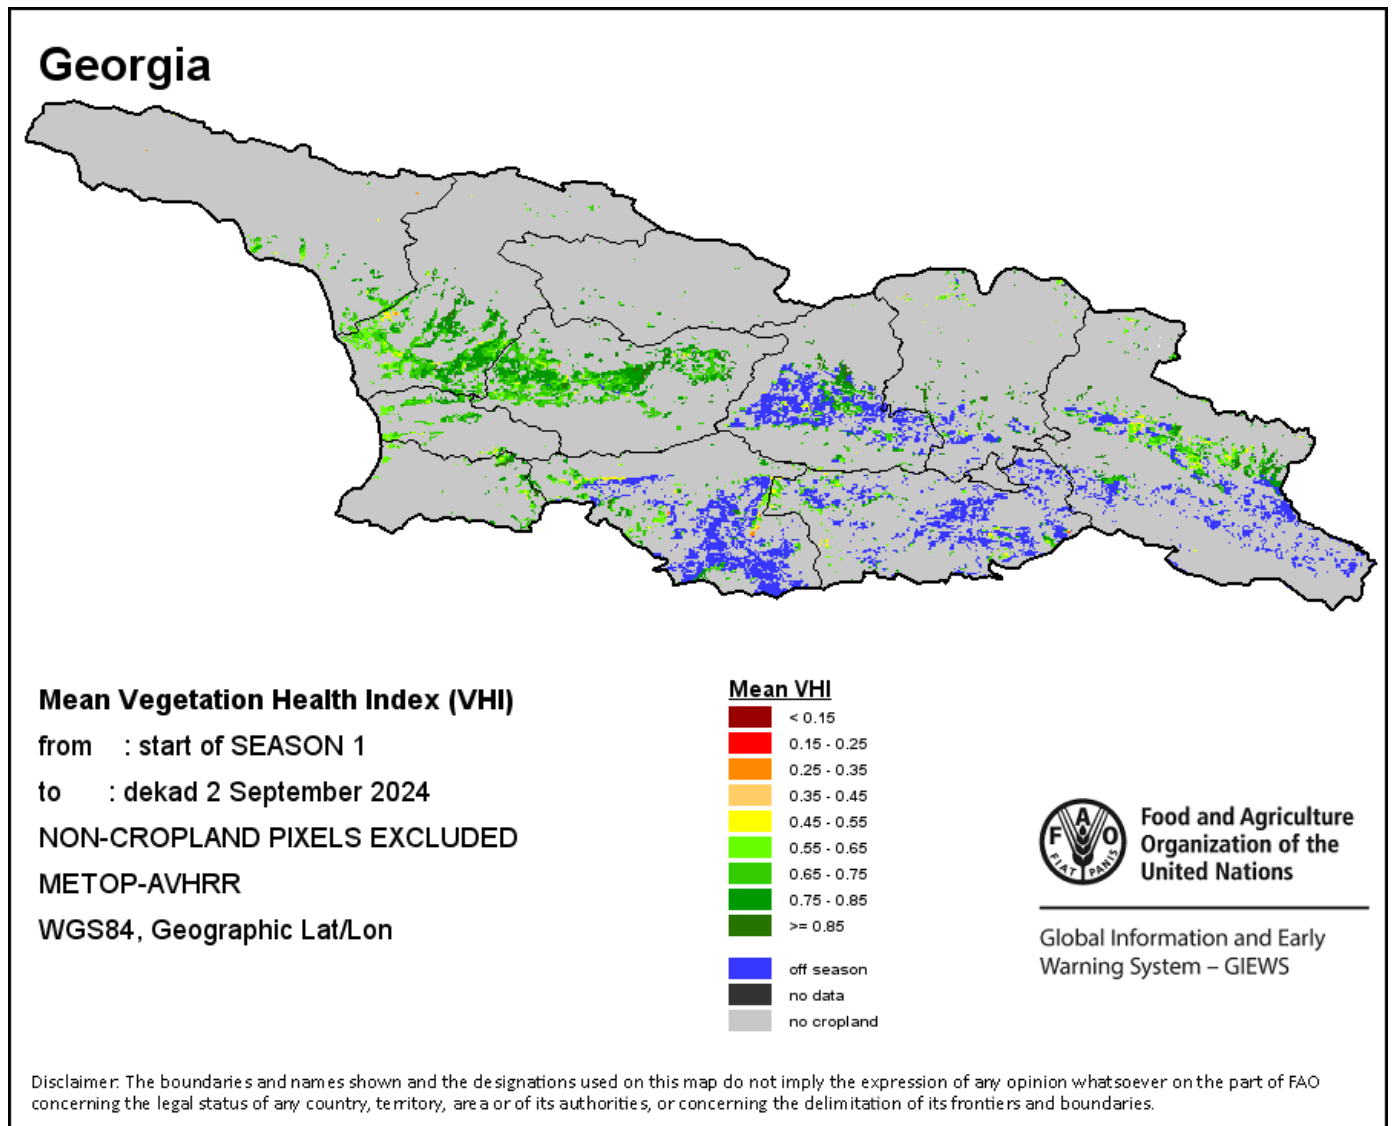 Georgia
Mean Vegetation Health Index (VHI)
from : start of SEASON 1
to : dekad 2 September 2024
NON-CROPLAND PIXELS EXCLUDED
METOP-AVHRR
WGS84, Geographic Lat/Lon
Mean VHI
< 0.15
0.15 - 0.25
0.25 - 0.35
0.35 - 0.45
0.45 - 0.55
0.55 - 0.65
0.65 - 0.75
0.75 - 0.85
>= 0.85
off season
no data
no cropland
F A O
FIAT PANIS
Food and Agriculture
Organization of the
United Nations
Global Information and Early
Warning System – GIEWS
Disclaimer: The boundaries and names shown and the designations used on this map do not imply the expression of any opinion whatsoever on the part of FAO
concerning the legal status of any country, territory, area or of its authorities, or concerning the delimitation of its frontiers and boundaries.